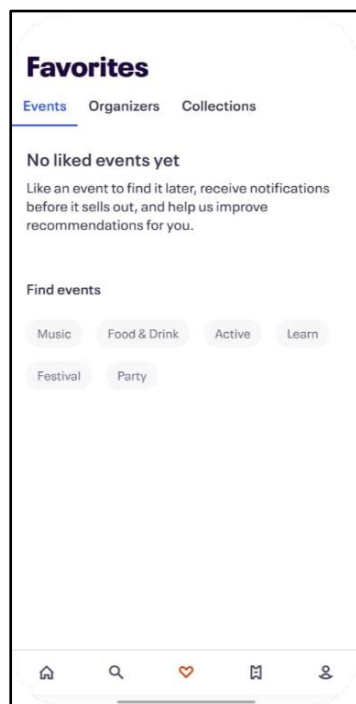 Favorites
Events Organizers Collections
No liked events yet
Like an event to find it later, receive notifications
before it sells out, and help us improve
recommendations for you.
Find events
Music Food & Drink Active Learn
Festival Party